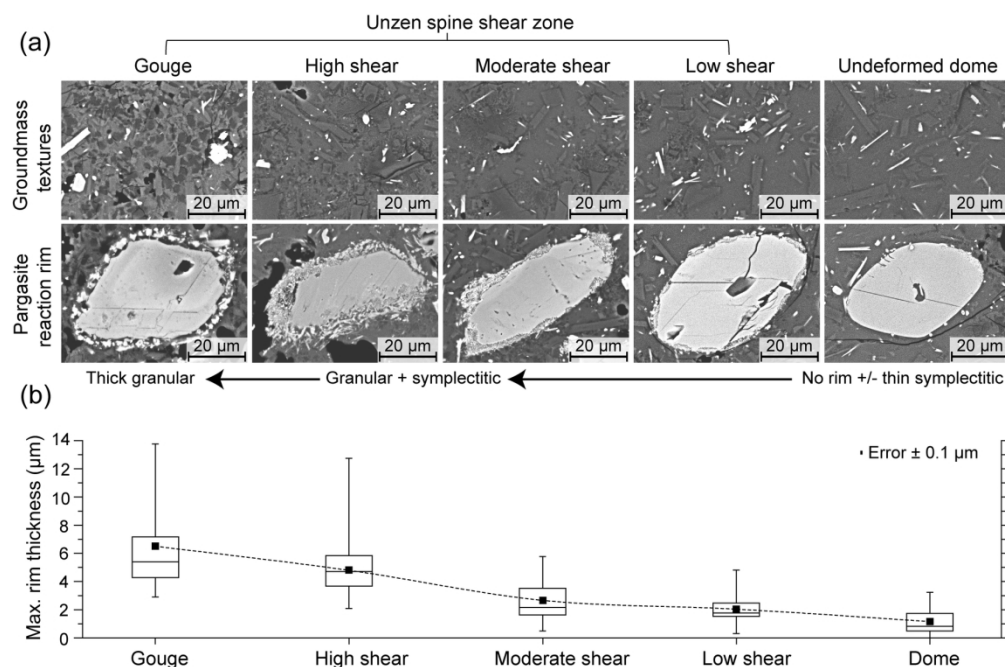 Unzen spine shear zone
(a)
Gouge High shear Moderate shear Low shear Undeformed dome
Groundmass textures
20 µm 20 µm 20 µm 20 µm 20 µm
Pargasite reaction rim
20 µm 20 µm 20 µm 20 µm 20 µm
Thick granular Granular + symplectitic No rim +/- thin symplectitic
(b)
Max. rim thickness (µm)
14
12
10
8
6
4
2
0
Error ± 0.1 µm
Gouge High shear Moderate shear Low shear Dome